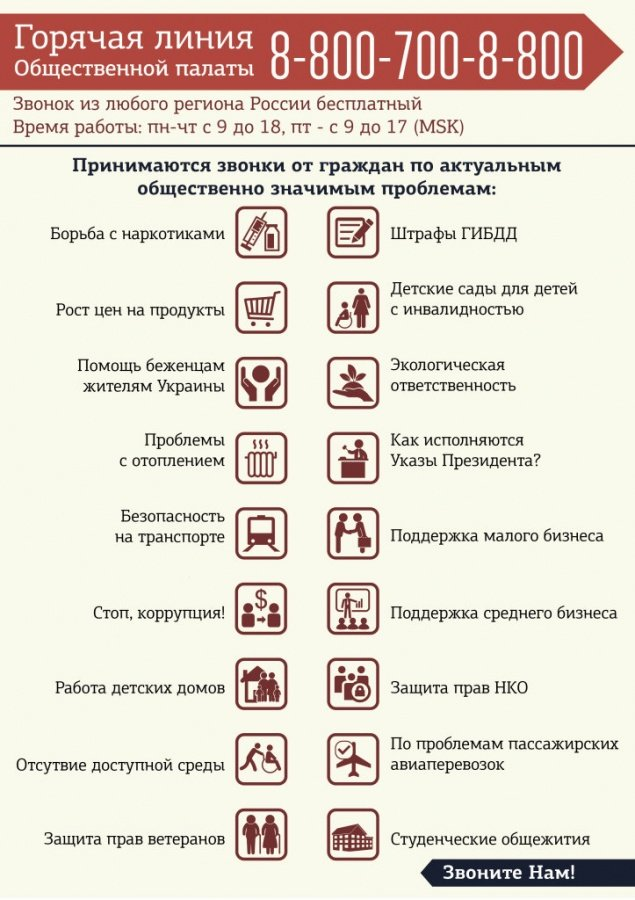 Горячая линия
Общественной палаты
8-800-700-8-800
Звонок из любого региона России бесплатный
Время работы: пн-чт с 9 до 18, пт - с 9 до 17 (MSK)
Принимаются звонки от граждан по актуальным
общественно значимым проблемам:
Борьба с наркотиками
Штрафы ГИБДД
Рост цен на продукты
Детские сады для детей
с инвалидностью
Помощь беженцам
жителям Украины
Экологическая
ответственность
Проблемы
с отоплением
Как исполняются
Указы Президента?
Безопасность
на транспорте
Поддержка малого бизнеса
$
Стоп, коррупция!
Поддержка среднего бизнеса
Работа детских домов
Защита прав НКО
Отсутвие доступной среды
По проблемам пассажирских
авиаперевозок
Защита прав ветеранов
Студенческие общежития
Звоните Нам!